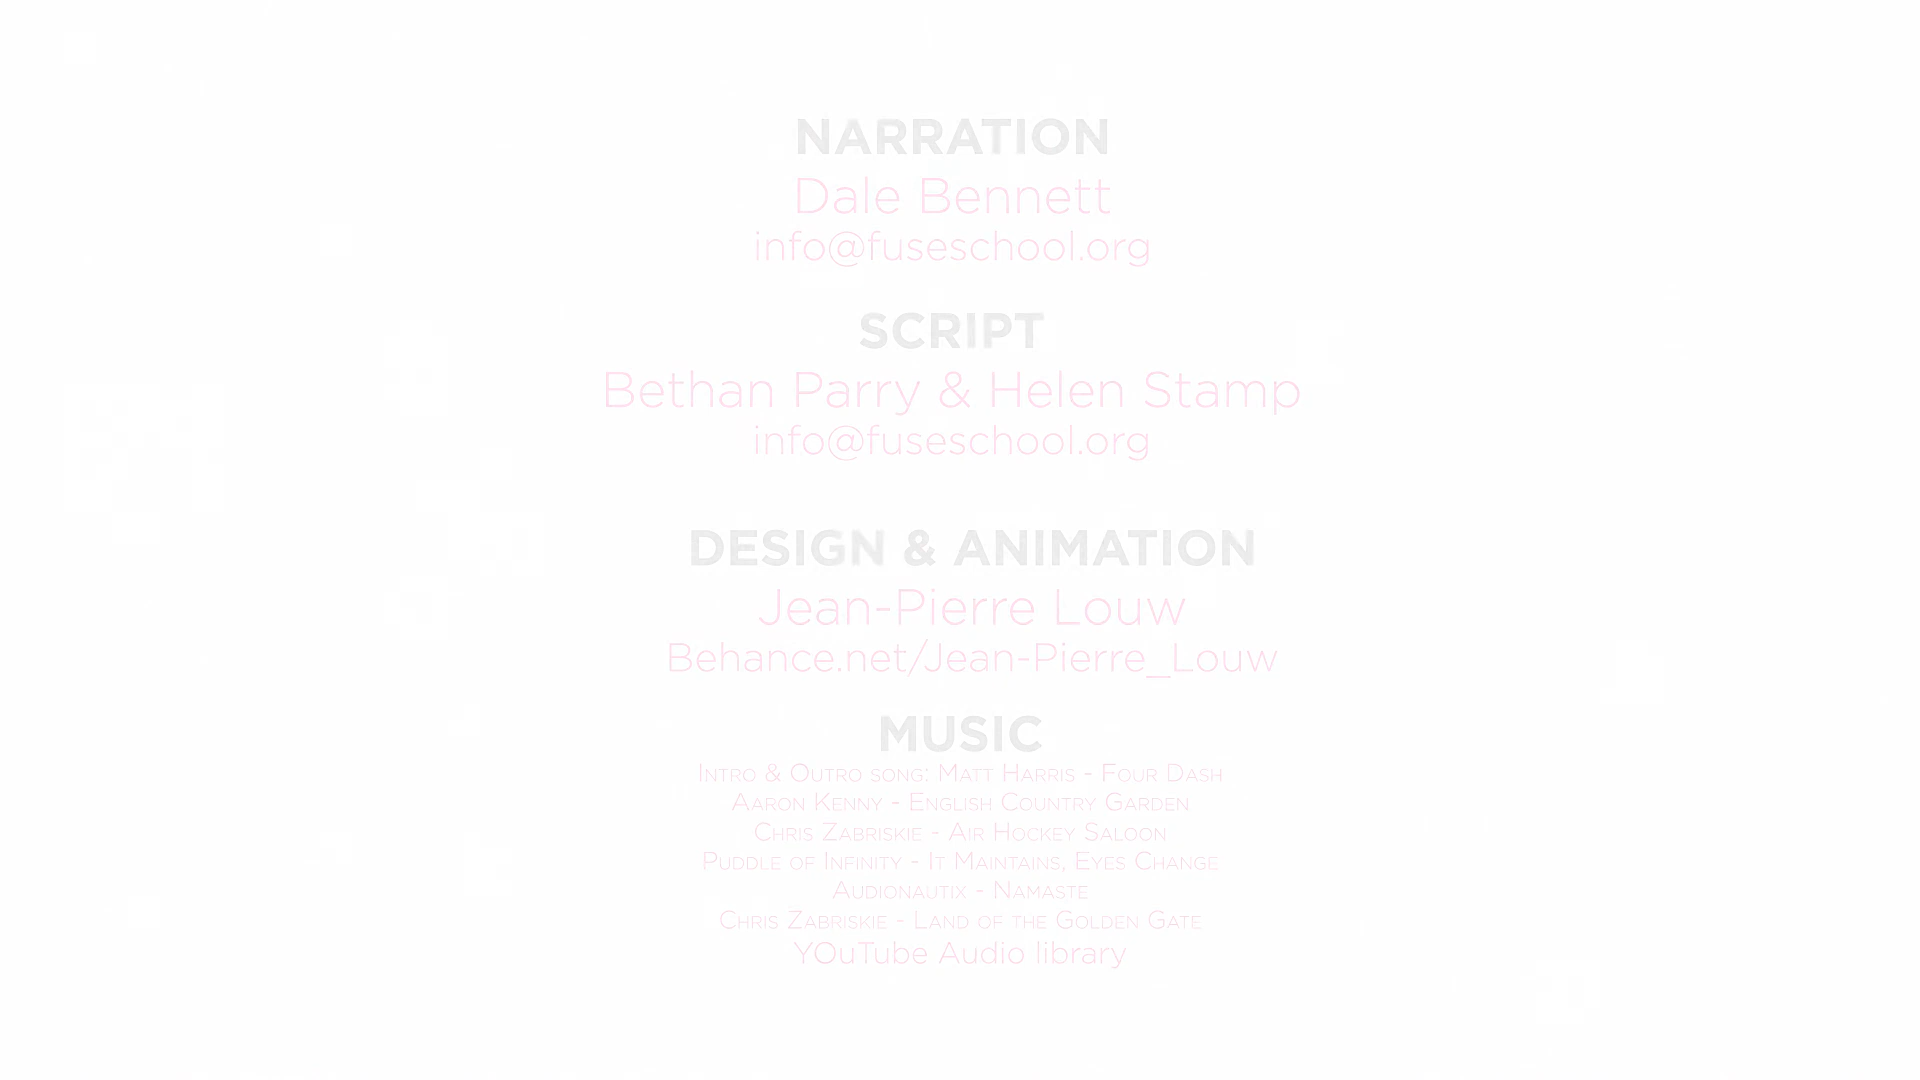 NARRATION
Dale Bennett
info@fuseschool.org
SCRIPT
Bethan Parry & Helen Stamp
info@fuseschool.org
DESIGN & ANIMATION
Jean-Pierre Louw
Behance.net/Jean-Pierre_Louw
MUSIC
Intro & Outro song: Matt Harris - Four Dash
Aaron Kenny - English Country Garden
Chris Zabriskie - Air Hockey Saloon
Puddle of Infinity - It Maintains, Eyes Change
Audionautix - Namaste
Chris Zabriskie - Land of the Golden Gate
YOuTube Audio library